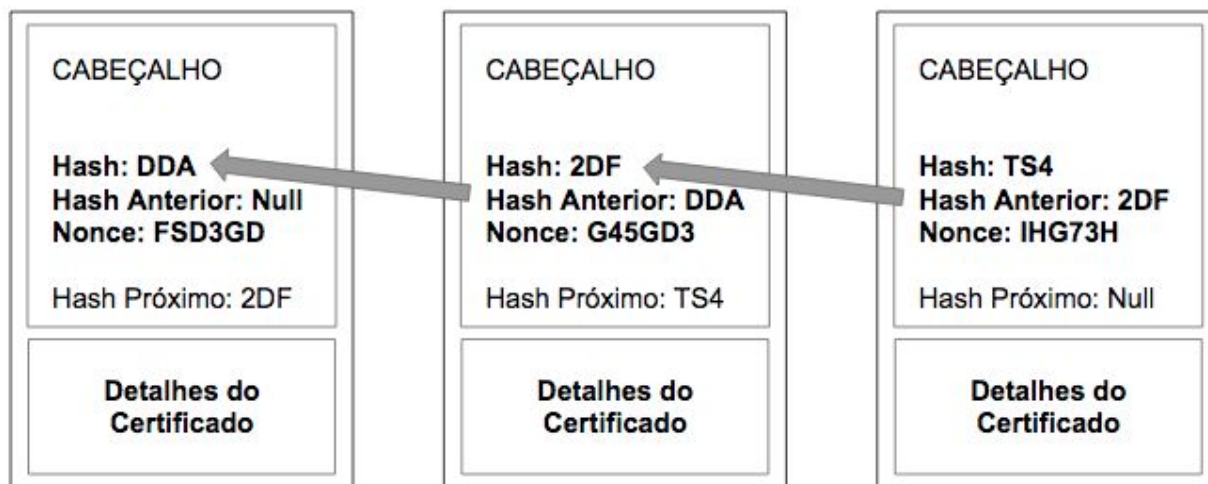 CABEÇALHO
Hash: DDA
Hash Anterior: Null
Nonce: FSD3GD
Hash Próximo: 2DF
Detalhes do
Certificado
CABEÇALHO
Hash: 2DF
Hash Anterior: DDA
Nonce: G45GD3
Hash Próximo: TS4
Detalhes do
Certificado
CABEÇALHO
Hash: TS4
Hash Anterior: 2DF
Nonce: IHG73H
Hash Próximo: Null
Detalhes do
Certificado